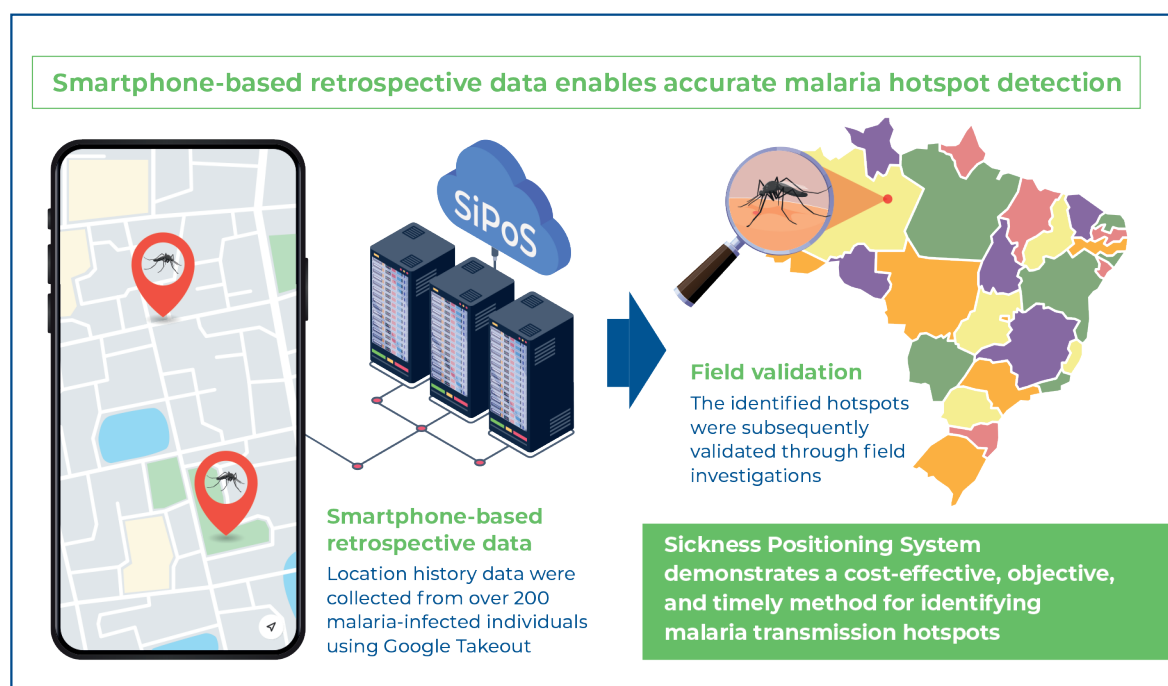 Smartphone-based retrospective data enables accurate malaria hotspot detection
SiPoS
Smartphone-based
retrospective data
Location history data were
collected from over 200
malaria-infected individuals
using Google Takeout
Field validation
The identified hotspots
were subsequently
validated through field
investigations
Sickness Positioning System
demonstrates a cost-effective, objective,
and timely method for identifying
malaria transmission hotspots